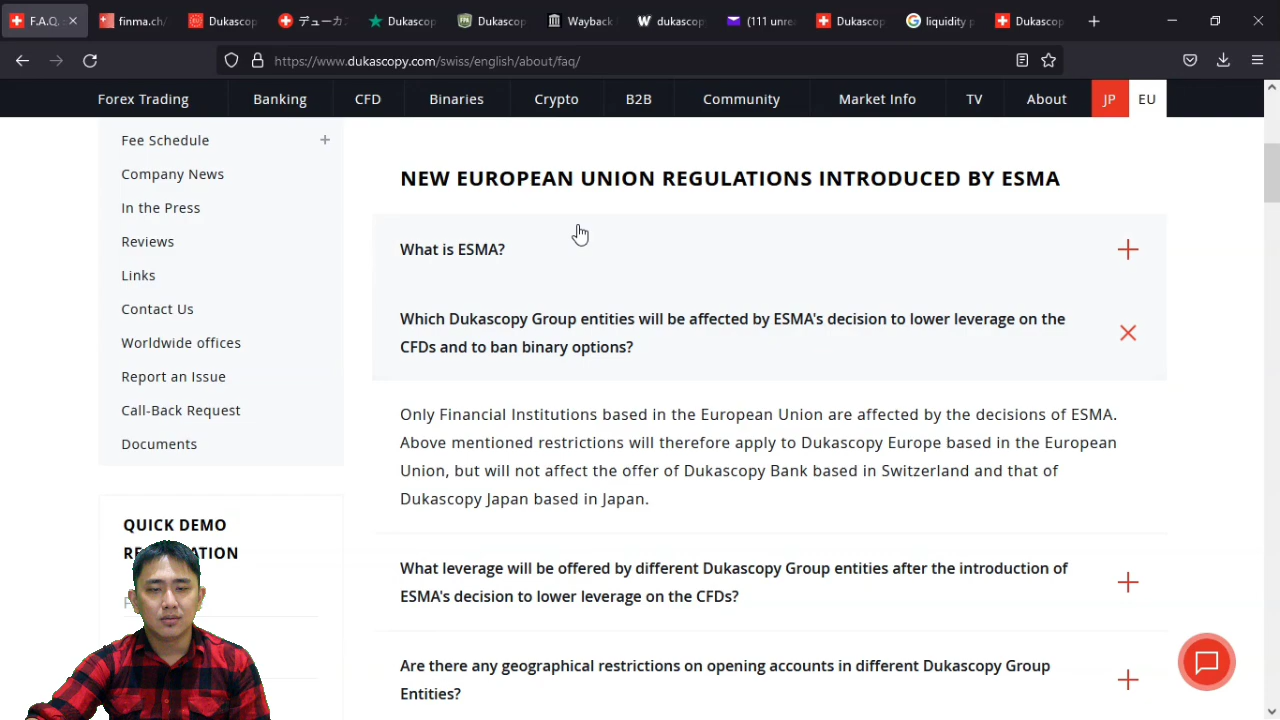 F.A.Q.
finma.ch/
Dukascop
デューカ
Dukascop
Dukascop
Wayback
dukascop
(111 unre
Dukascop
liquidity p
Dukascop
https://www.dukascopy.com/swiss/english/about/faq/
Forex Trading
Banking
CFD
Binaries
Crypto
B2B
Community
Market Info
TV
About
JP
EU
Fee Schedule
Company News
In the Press
Reviews
Links
Contact Us
Worldwide offices
Report an Issue
Call-Back Request
Documents
QUICK DEMO
NEW EUROPEAN UNION REGULATIONS INTRODUCED BY ESMA
What is ESMA?
Which Dukascopy Group entities will be affected by ESMA's decision to lower leverage on the
CFDs and to ban binary options?
Only Financial Institutions based in the European Union are affected by the decisions of ESMA.
Above mentioned restrictions will therefore apply to Dukascopy Europe based in the European
Union, but will not affect the offer of Dukascopy Bank based in Switzerland and that of
Dukascopy Japan based in Japan.
What leverage will be offered by different Dukascopy Group entities after the introduction of
ESMA's decision to lower leverage on the CFDs?
Are there any geographical restrictions on opening accounts in different Dukascopy Group
Entities?